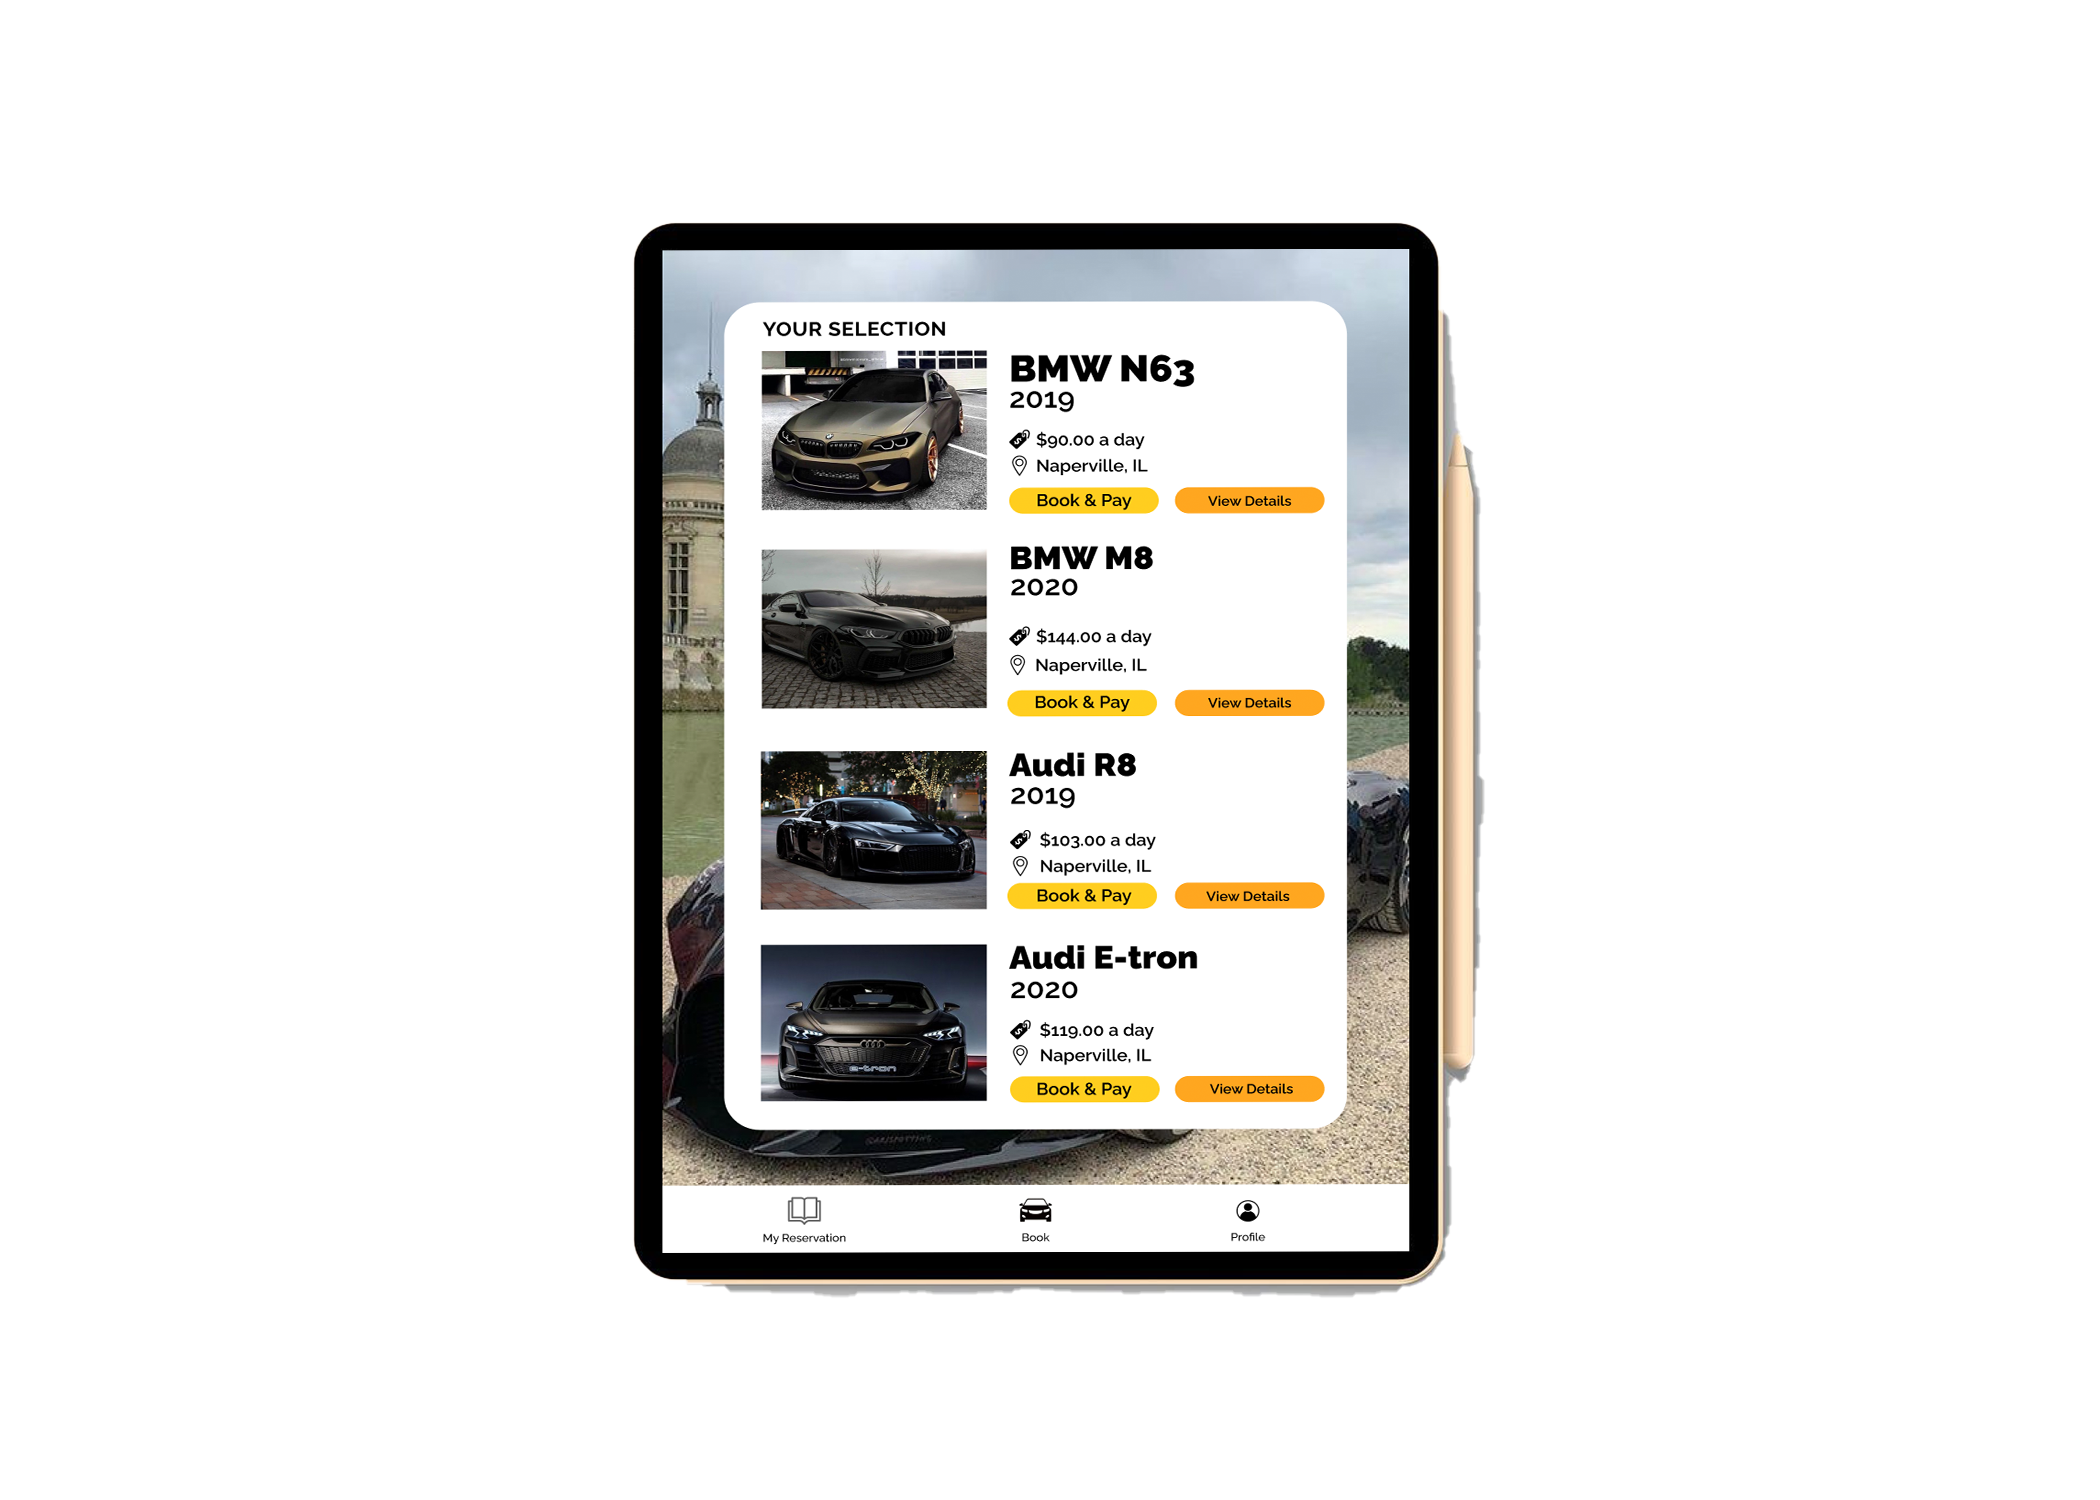 YOUR SELECTION
BMW N63
2019
$90.00 a day
Naperville, IL
Book & Pay
View Details
BMW M8
2020
$144.00 a day
Naperville, IL
Book & Pay
View Details
Audi R8
2019
$103.00 a day
Naperville, IL
Book & Pay
View Details
e-tron
Audi E-tron
2020
$119.00 a day
Naperville, IL
Book & Pay
View Details
My Reservation
Book
Profile